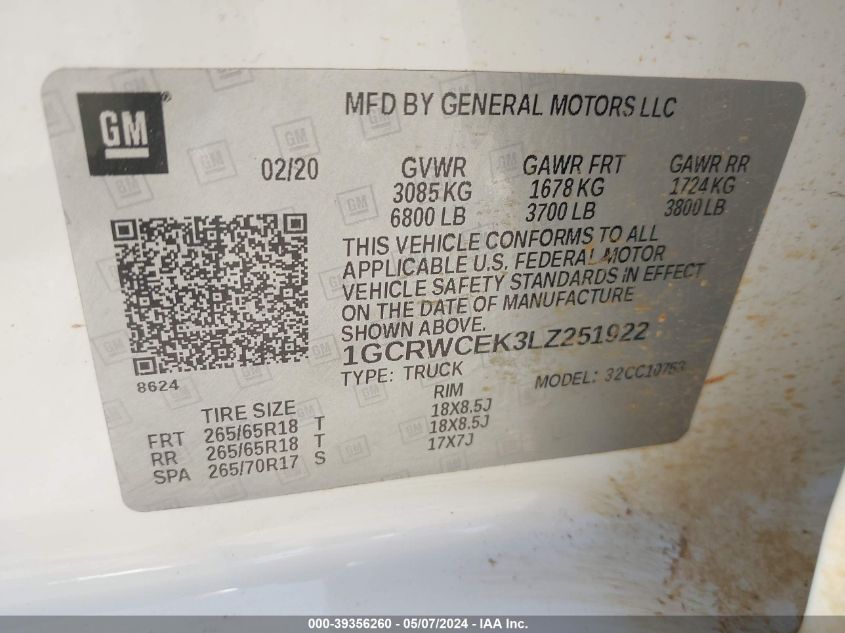 GM
MFD BY GENERAL MOTORS LLC
02/20 GVWR GAWR FRT GAWR RR
3085 KG 1678 KG 1724 KG
6800 LB 3700 LB 3800 LB
THIS VEHICLE CONFORMS TO ALL
APPLICABLE U.S. FEDERAL MOTOR
VEHICLE SAFETY STANDARDS IN EFFECT
ON THE DATE OF MANUFACTURE
SHOWN ABOVE.
1GCRWCEK3LZ251922
8624
TYPE: TRUCK MODEL:
TIRE SIZE RIM
FRT 265/65R18 T 18X8.5J
RR 265/65R18 T 18X8.5J
SPA 265/70R17 S 17X7J
000-39356260 - 05/07/2024 - IAA Inc.